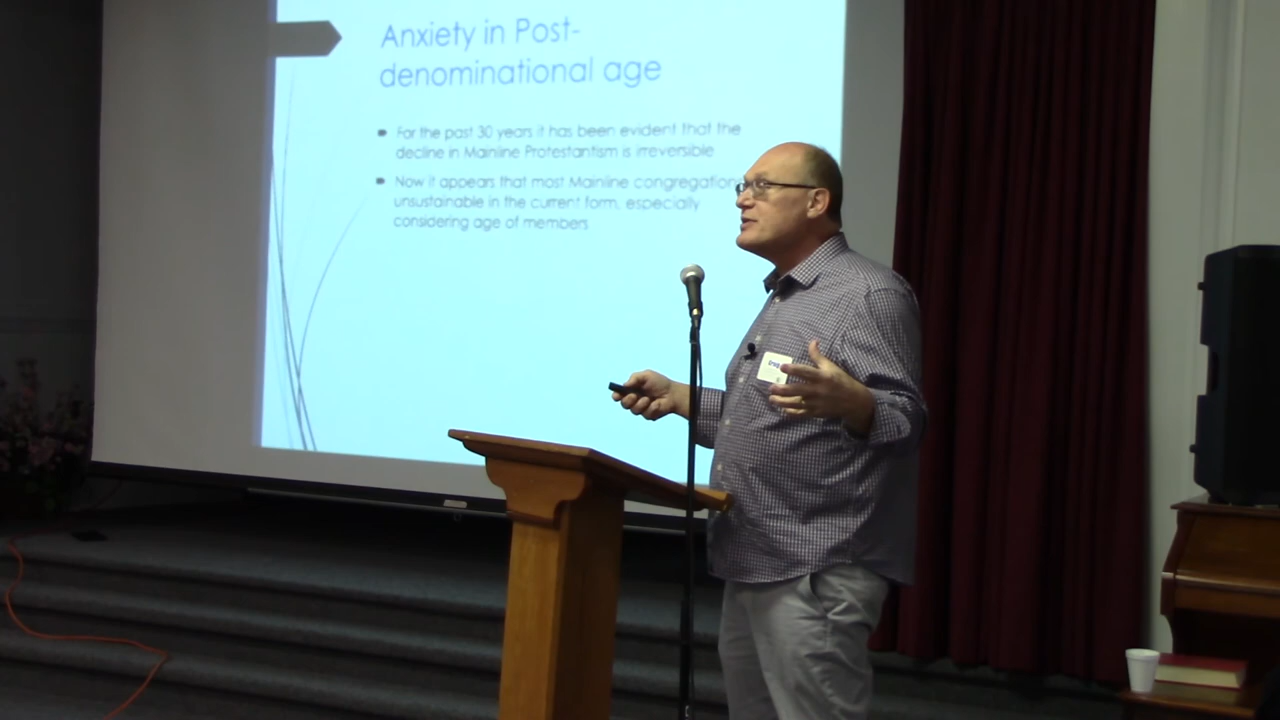 Anxiety in Post-
denominational age
For the past 30 years it has been evident that the
decline in Mainline Protestantism is irreversible
Now it appears that most Mainline congregation
unsustainable in the current form, especially
considering age of members